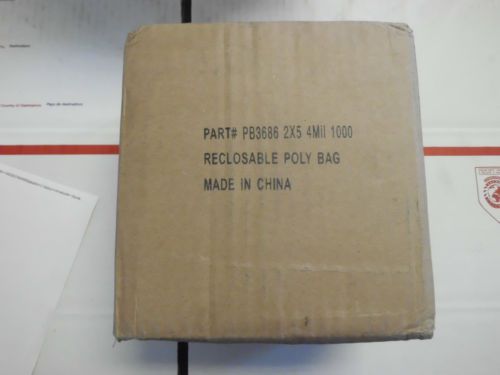 PART# PB3686 2X5 4Mil 1000
RECLOSABLE POLY BAG
MADE IN CHINA